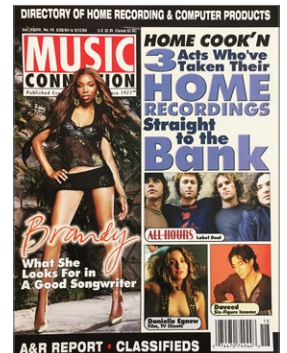 DIRECTORY OF HOME RECORDING & COMPUTER PRODUCTS
MUSIC
CONNECTION
HOME COOK'N
3 Acts Who've
Taken Their
HOME
RECORDINGS
Straight
to the
Bank
Brandy
What She
Looks For in
A Good Songwriter
ALL HOURS Label Deal
Danielle Egnew
Film, TV Clients
Daveed
Six-Figure Income
A&R REPORT • CLASSIFIEDS